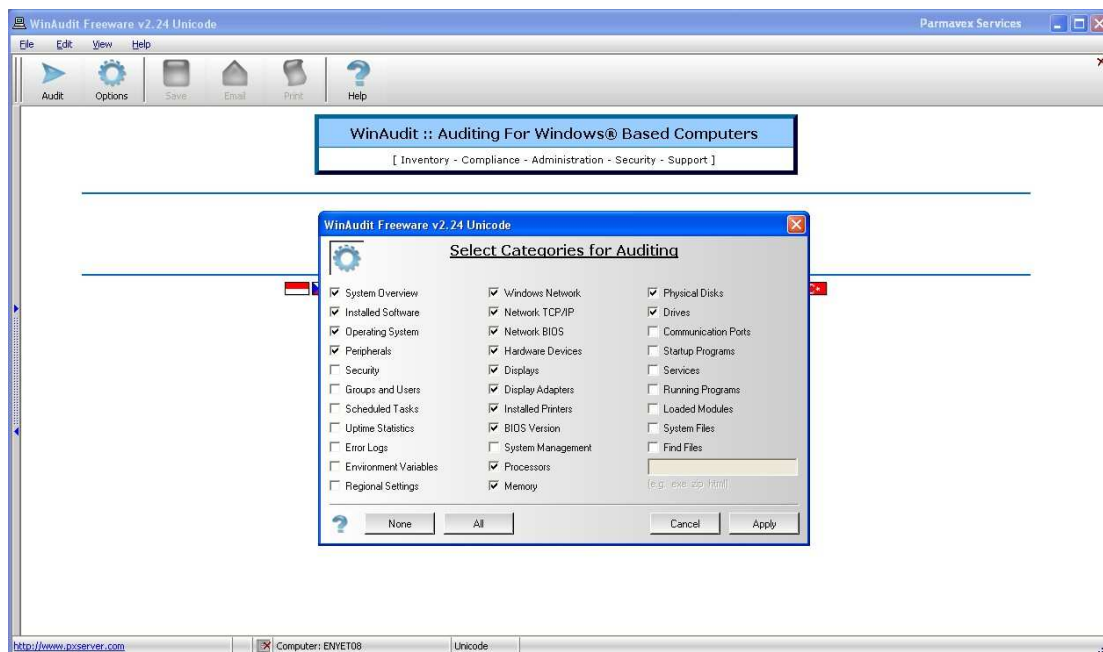 WinAudit Freeware v2.24 Unicode
Parmavex Services
File Edit View Help
Audit Options Save Email Print Help
WinAudit :: Auditing For Windows® Based Computers
[ Inventory - Compliance - Administration - Security - Support ]
WinAudit Freeware v2.24 Unicode
Select Categories for Auditing
System Overview
Installed Software
Operating System
Peripherals
Security
Groups and Users
Scheduled Tasks
Uptime Statistics
Error Logs
Environment Variables
Regional Settings
Windows Network
Network TCP/IP
Network BIOS
Hardware Devices
Displays
Display Adapters
Installed Printers
BIOS Version
System Management
Processors
Memory
Physical Disks
Drives
Communication Ports
Startup Programs
Services
Running Programs
Loaded Modules
System Files
Find Files
(e.g. exe zip html)
None All Cancel Apply
http://www.pxserver.com Computer: ENYET08 Unicode